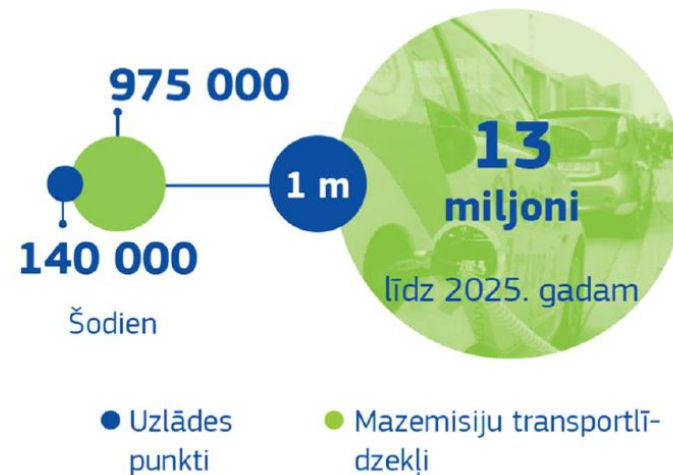 975 000
140 000
Šodien
1 m
13
miljoni
līdz 2025. gadam
Uzlādes
punkti
Mazemisiju transportlī-
dzekļi